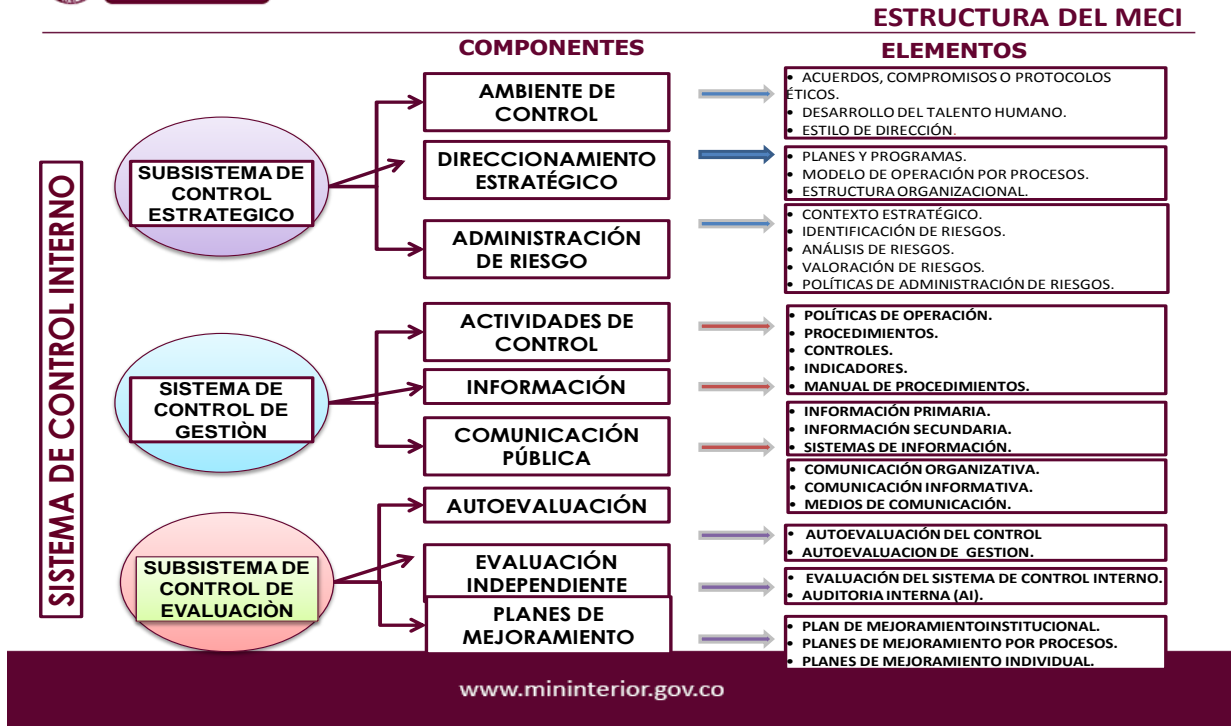 ESTRUCTURA DEL MECI
COMPONENTES
ELEMENTOS
SISTEMA DE CONTROL INTERNO
SUBSISTEMA DE
CONTROL
ESTRATEGICO
AMBIENTE DE
CONTROL
• ACUERDOS, COMPROMISOS O PROTOCOLOS
ÉTICOS.
• DESARROLLO DEL TALENTO HUMANO.
• ESTILO DE DIRECCIÓN.
DIRECCIONAMIENTO
ESTRATÉGICO
• PLANES Y PROGRAMAS.
• MODELO DE OPERACIÓN POR PROCESOS.
• ESTRUCTURA ORGANIZACIONAL.
ADMINISTRACIÓN
DE RIESGO
• CONTEXTO ESTRATÉGICO.
• IDENTIFICACIÓN DE RIESGOS.
• ANÁLISIS DE RIESGOS.
• VALORACIÓN DE RIESGOS.
• POLÍTICAS DE ADMINISTRACIÓN DE RIESGOS.
SISTEMA DE
CONTROL DE
GESTIÒN
ACTIVIDADES DE
CONTROL
• POLÍTICAS DE OPERACIÓN.
• PROCEDIMIENTOS.
• CONTROLES.
• INDICADORES.
• MANUAL DE PROCEDIMIENTOS.
INFORMACIÓN
• INFORMACIÓN PRIMARIA.
• INFORMACIÓN SECUNDARIA.
• SISTEMAS DE INFORMACIÓN.
COMUNICACIÓN
PÚBLICA
• COMUNICACIÓN ORGANIZATIVA.
• COMUNICACIÓN INFORMATIVA.
• MEDIOS DE COMUNICACIÓN.
SUBSISTEMA DE
CONTROL DE
EVALUACIÒN
AUTOEVALUACIÓN
• AUTOEVALUACIÓN DEL CONTROL
• AUTOEVALUACION DE GESTION.
EVALUACIÓN
INDEPENDIENTE
• EVALUACIÓN DEL SISTEMA DE CONTROL INTERNO.
• AUDITORIA INTERNA (AI).
PLANES DE
MEJORAMIENTO
• PLAN DE MEJORAMIENTOINSTITUCIONAL.
• PLANES DE MEJORAMIENTO POR PROCESOS.
• PLANES DE MEJORAMIENTO INDIVIDUAL.
www.mininterior.gov.co